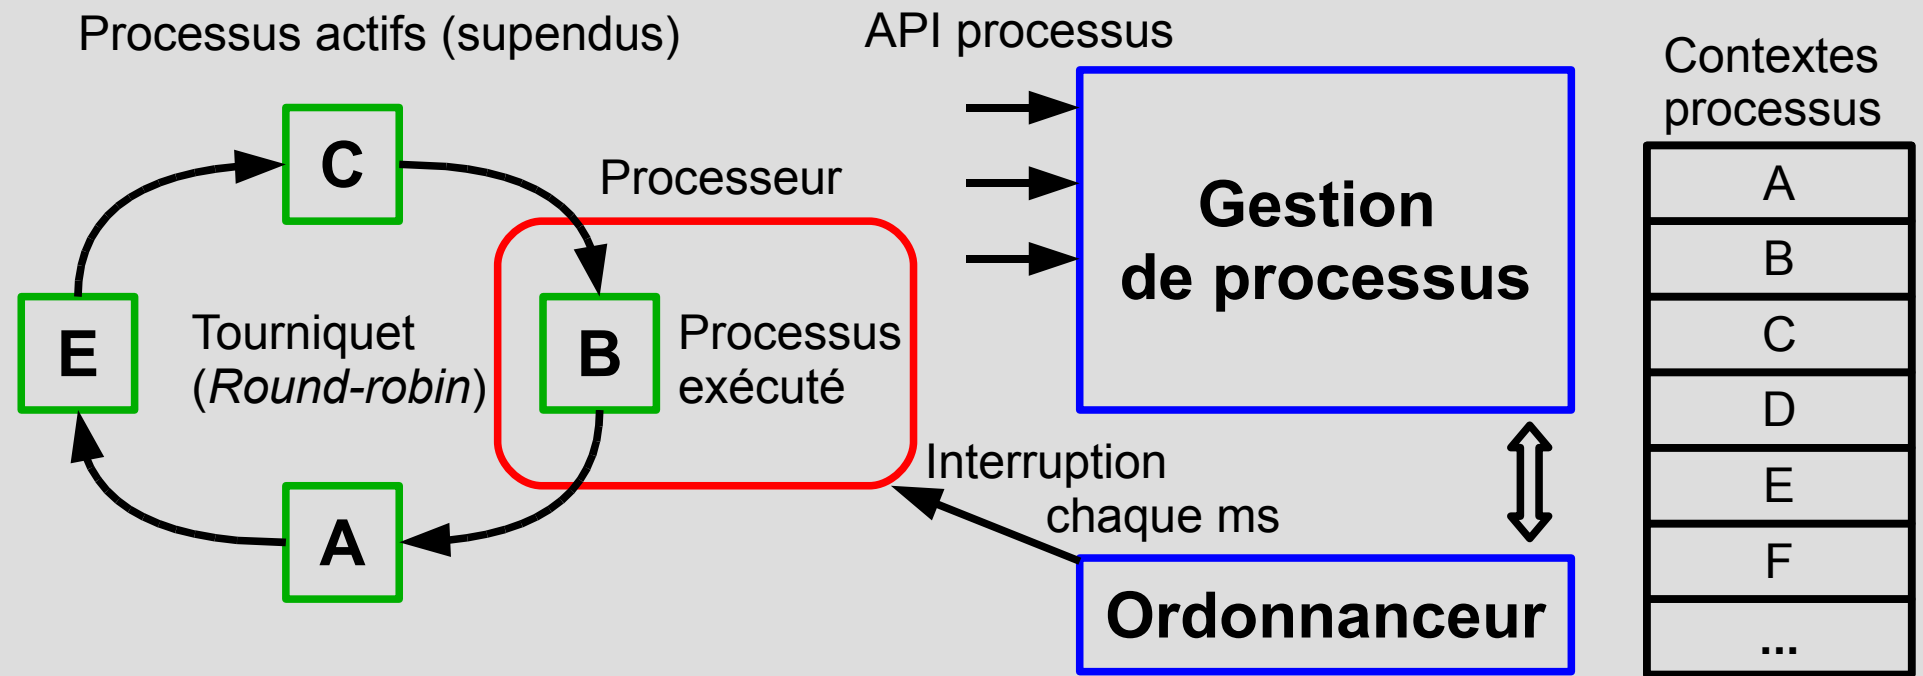 Processus actifs (supendus)
API processus
Contextes
processus
C
Processeur
E
Tourniquet
(Round-robin)
B
Processus
exécuté
A
Gestion
de processus
Interruption
chaque ms
Ordonnanceur
A
B
C
D
E
F
...